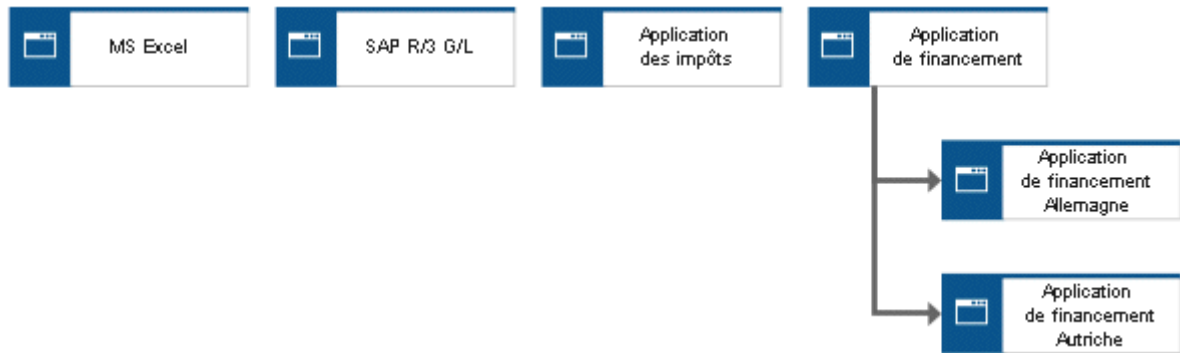 MS Excel
SAP R/3 G/L
Application
des impôts
Application
de financement
Application
de financement
Allemagne
Application
de financement
Autriche